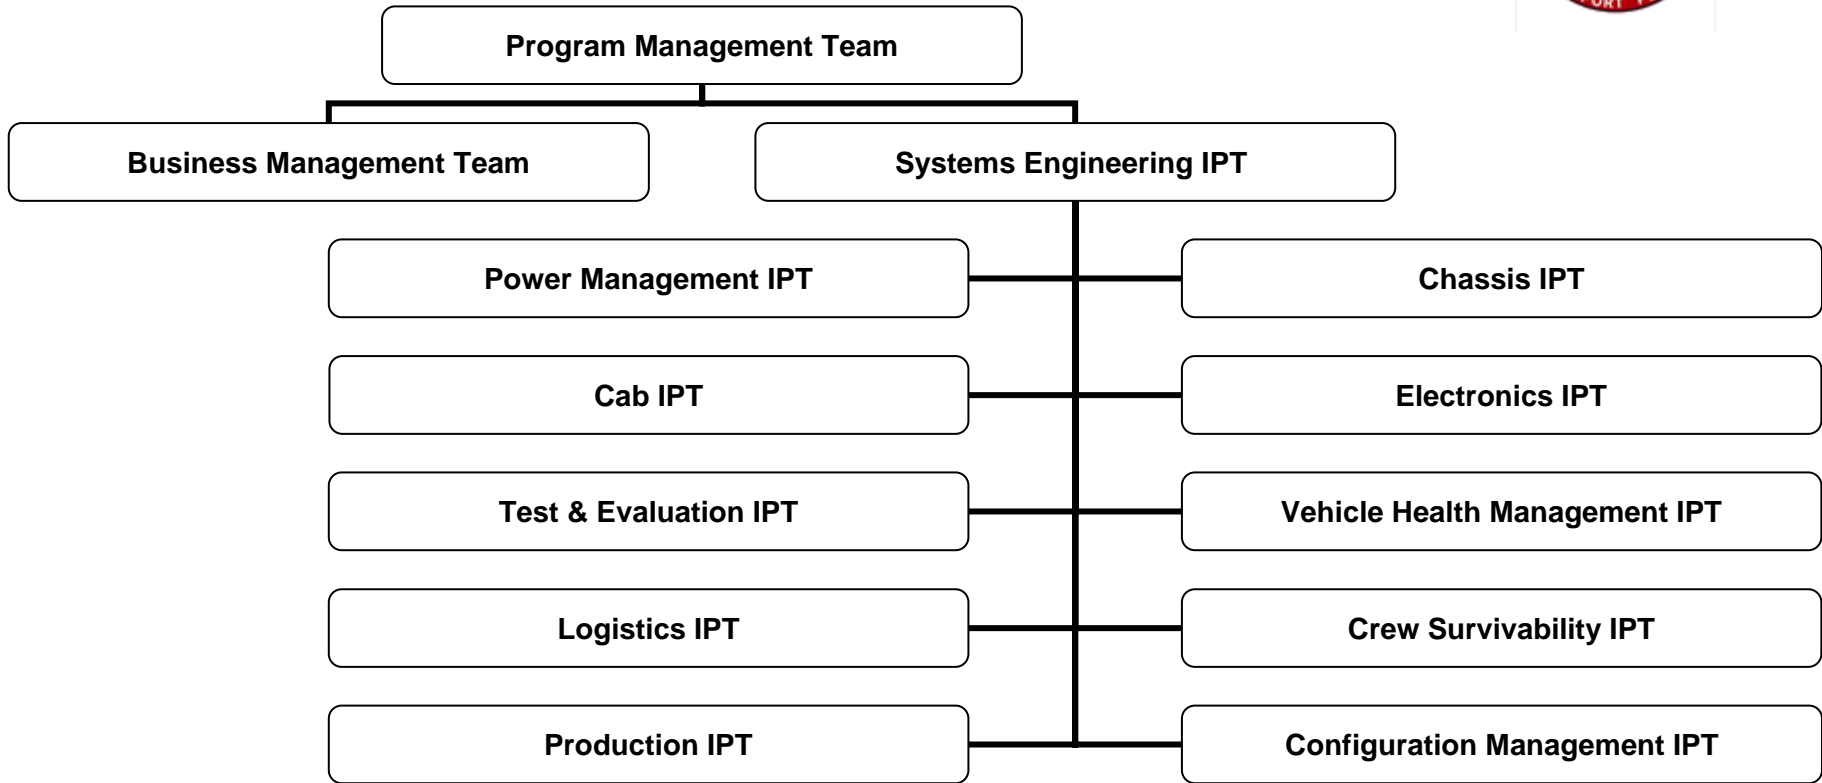 Program Management Team
Business Management Team
Systems Engineering IPT
Power Management IPT
Chassis IPT
Cab IPT
Electronics IPT
Test & Evaluation IPT
Vehicle Health Management IPT
Logistics IPT
Crew Survivability IPT
Production IPT
Configuration Management IPT